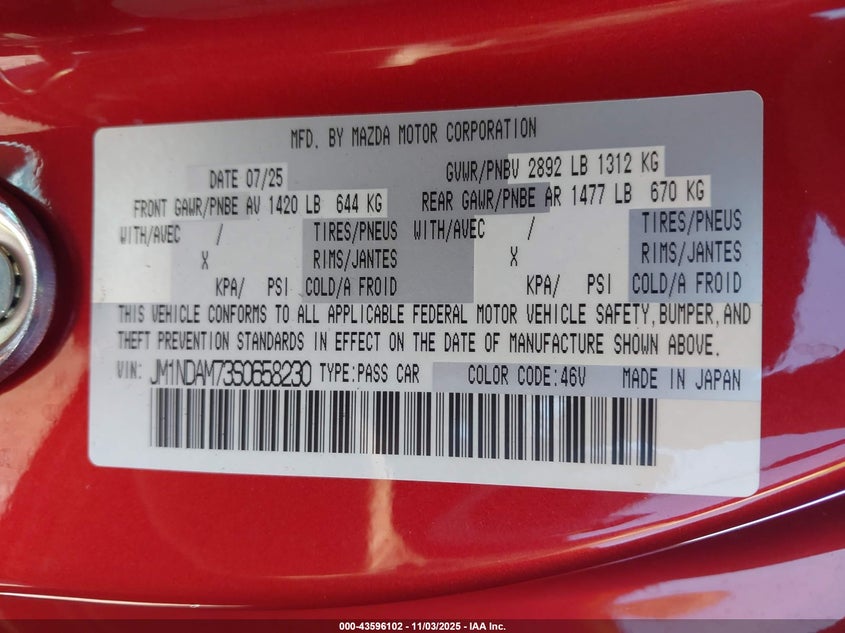 MFD. BY MAZDA MOTOR CORPORATION
DATE 07/25 GVWR/PNBV 2892 LB 1312 KG
FRONT GAWR/PNBE AV 1420 LB 644 KG REAR GAWR/PNBE AR 1477 LB 670 KG
WITH/AVEC / TIRES/PNEUS WITH/AVEC / TIRES/PNEUS
X RIMS/JANTES X RIMS/JANTES
KPA/ PSI COLD/A FROID KPA/ PSI COLD/A FROID
THIS VEHICLE CONFORMS TO ALL APPLICABLE FEDERAL MOTOR VEHICLE SAFETY, BUMPER, AND
THEFT PREVENTION STANDARDS IN EFFECT ON THE DATE OF MANUFACTURE SHOWN ABOVE.
VIN: JM1NDAM73S0658230 TYPE:PASS CAR COLOR CODE:46V MADE IN JAPAN
000-43596102 - 11/03/2025 - IAA Inc.